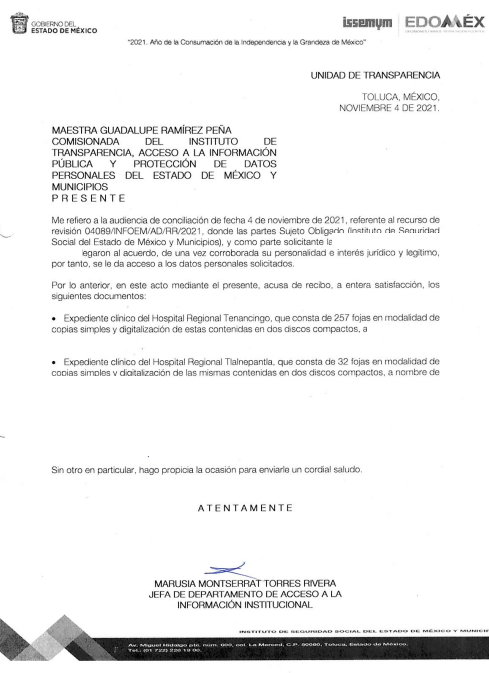 GOBIERNO DEL
ESTADO DE MÉXICO
issemym
EDOMÉX
"2021. Año de la Consumación de la Independencia y la Grandeza de México"
UNIDAD DE TRANSPARENCIA
TOLUCA, MÉXICO,
NOVIEMBRE 4 DE 2021.
MAESTRA GUADALUPE RAMÍREZ PEÑA
COMISIONADA DEL INSTITUTO DE
TRANSPARENCIA, ACCESO A LA INFORMACIÓN
PÚBLICA Y PROTECCIÓN DE DATOS
PERSONALES DEL ESTADO DE MÉXICO Y
MUNICIPIOS
P R E S E N T E
Me refiero a la audiencia de conciliación de fecha 4 de noviembre de 2021, referente al recurso de
revisión 04089/INFOEM/AD/RR/2021, donde las partes Sujeto Obligado (Instituto de Seguridad
Social del Estado de México y Municipios), y como parte solicitante la
legaron al acuerdo, de una vez corroborada su personalidad e interés jurídico y legítimo,
por tanto, se le da acceso a los datos personales solicitados.
Por lo anterior, en este acto mediante el presente, acusa de recibo, a entera satisfacción, los
siguientes documentos:
• Expediente clínico del Hospital Regional Tenancingo, que consta de 257 fojas en modalidad de
copias simples y digitalización de estas contenidas en dos discos compactos, a
• Expediente clínico del Hospital Regional Tlalnepantla, que consta de 32 fojas en modalidad de
copias simples y digitalización de las mismas contenidas en dos discos compactos, a nombre de
Sin otro en particular, hago propicia la ocasión para enviarle un cordial saludo.
A T E N T A M E N T E
MARUSIA MONTSERRAT TORRES RIVERA
JEFA DE DEPARTAMENTO DE ACCESO A LA
INFORMACIÓN INSTITUCIONAL
INSTITUTO DE SEGURIDAD SOCIAL DEL ESTADO DE MÉXICO Y MUNICIP
Av. Miguel Hidalgo pte. núm. 600, col. La Merced, C.P. 50080, Toluca, Estado de México.
Tel.: (01 722) 226 19 00.